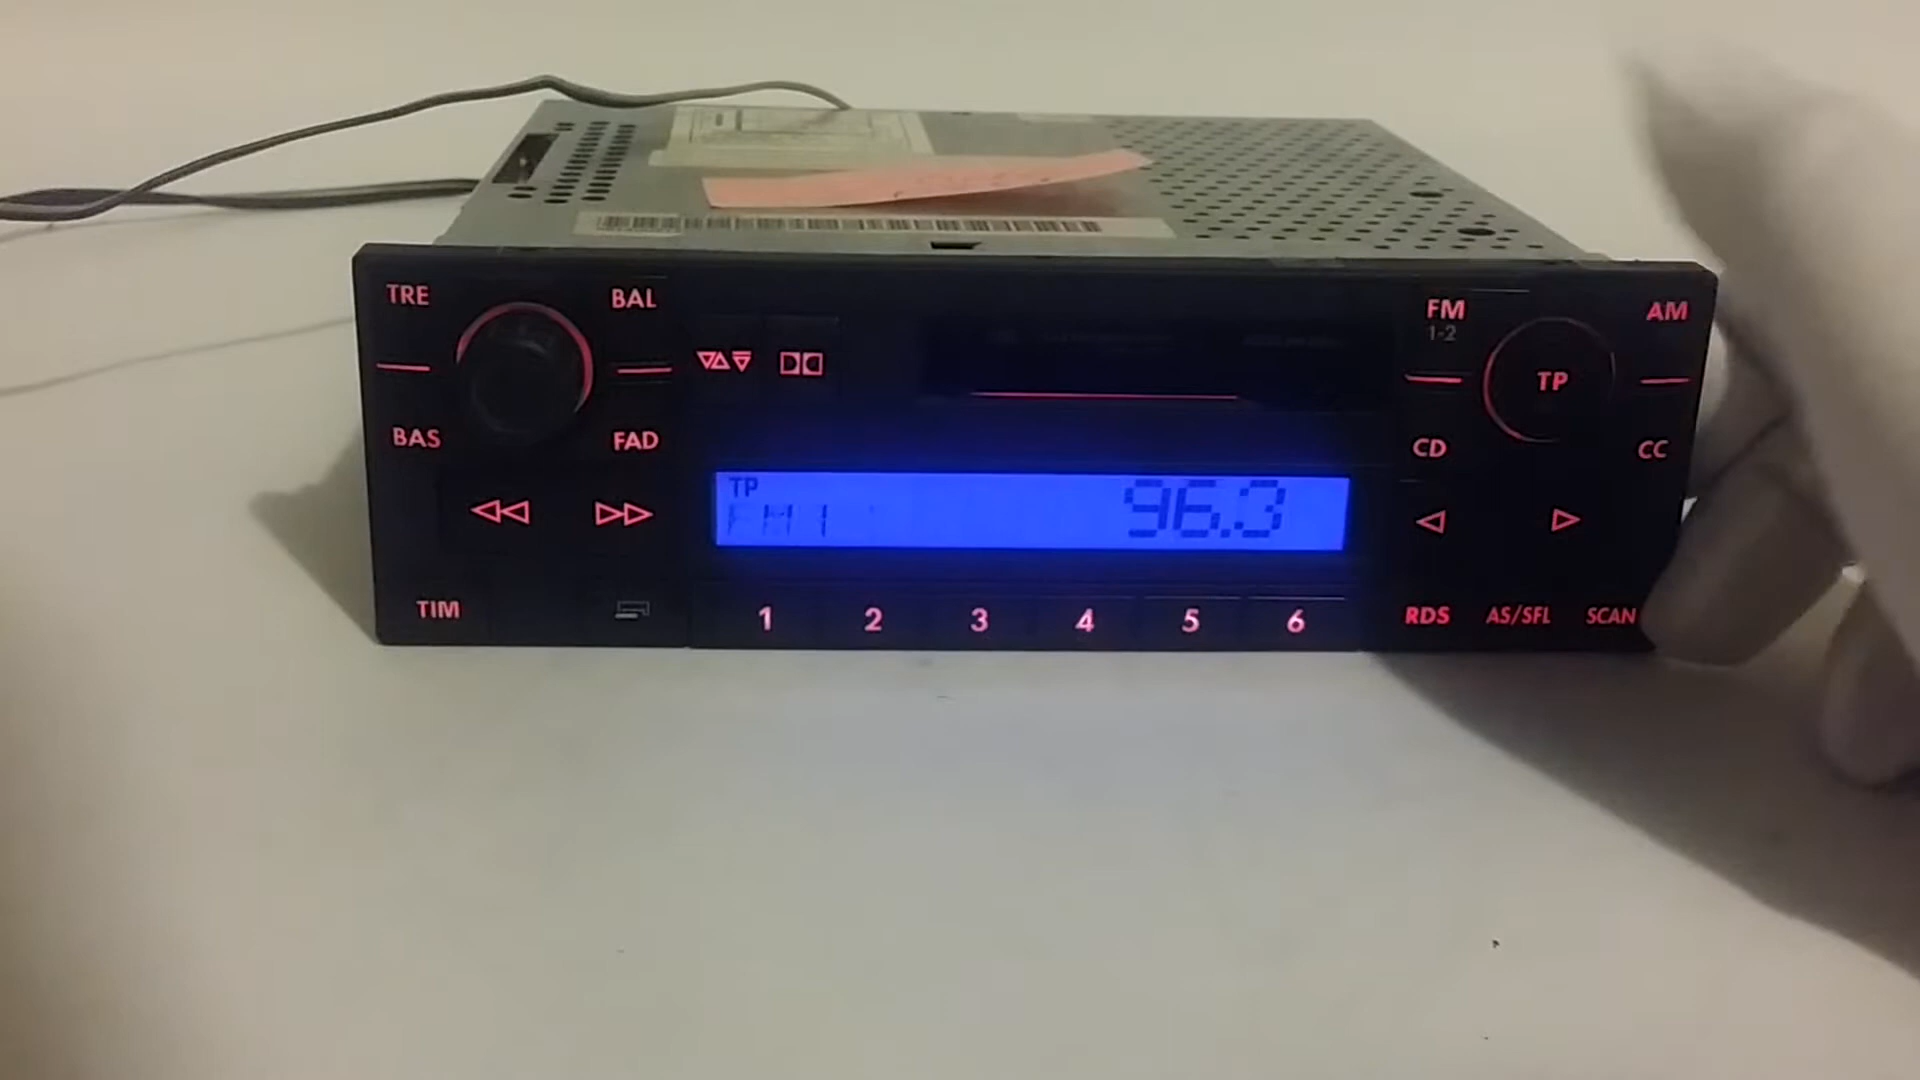 TRE
BAL
FM
AM
1-2
TP
BAS
FAD
CD
CC
TP
FM1
96.3
TIM
1
2
3
4
5
6
RDS
AS/SFL
SCAN